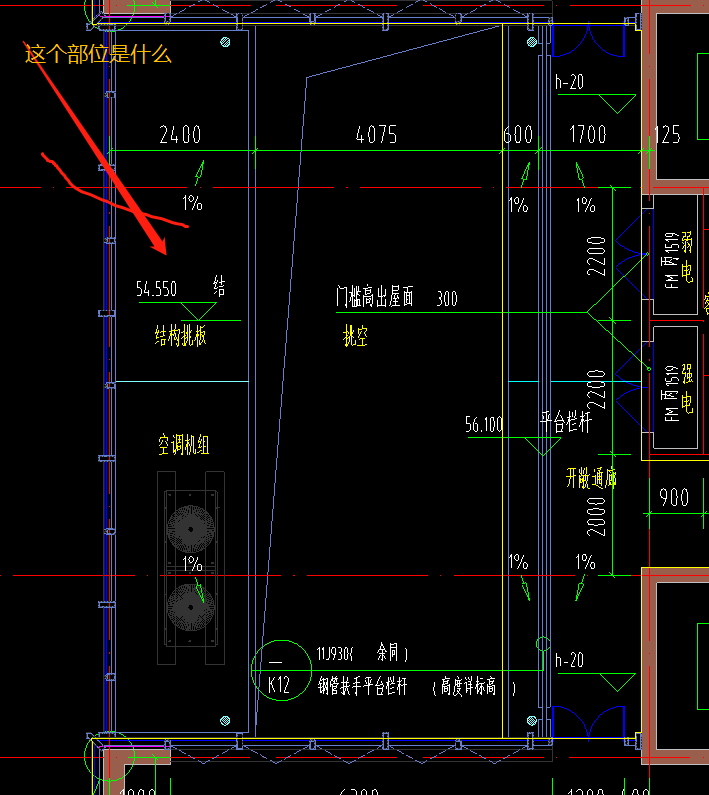 这个部位是什么
h-20
2400
4075
600
1700
125
1%
1%
1%
2200
FM 丙1519
弱电
54.550
结
门槛高出屋面 300
结构挑板
挑空
2200
FM 丙1519
强电
56.100
平台栏杆
空调机组
开敞通廊
900
2000
1%
1%
1%
11J930( 余同 )
h-20
K12
钢管扶手平台栏杆 ( 高度详标高 )